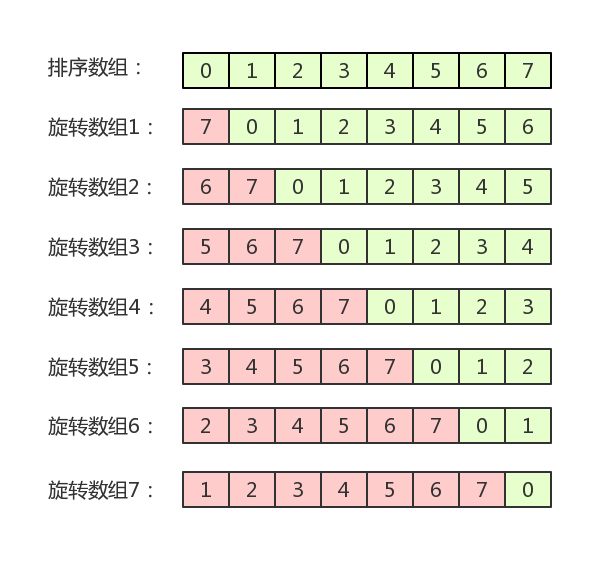 排序数组： 0 1 2 3 4 5 6 7
旋转数组1： 7 0 1 2 3 4 5 6
旋转数组2： 6 7 0 1 2 3 4 5
旋转数组3： 5 6 7 0 1 2 3 4
旋转数组4： 4 5 6 7 0 1 2 3
旋转数组5： 3 4 5 6 7 0 1 2
旋转数组6： 2 3 4 5 6 7 0 1
旋转数组7： 1 2 3 4 5 6 7 0